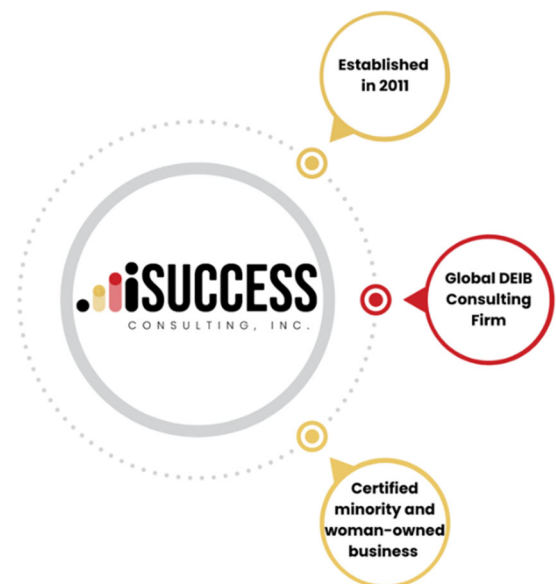 Established
in 2011
iSUCCESS
CONSULTING, INC.
Global DEIB
Consulting
Firm
Certified
minority and
woman-owned
business